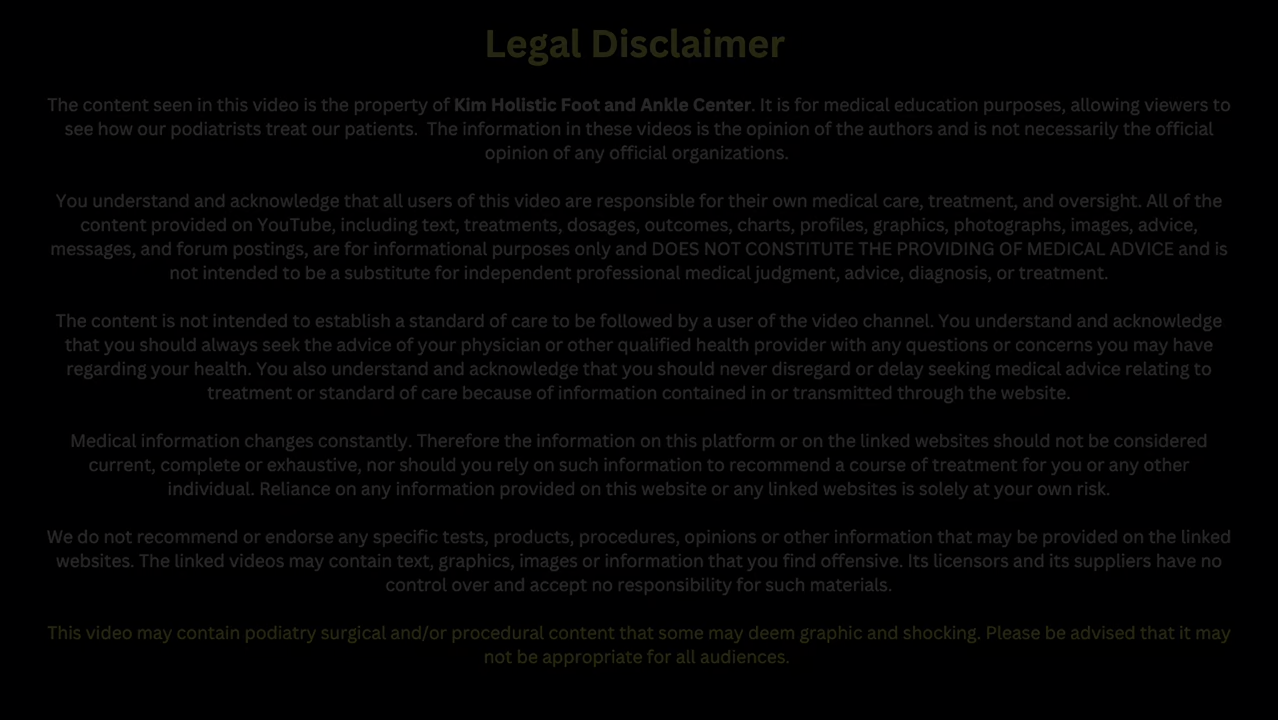 Legal Disclaimer
The content seen in this video is the property of Kim Holistic Foot and Ankle Center. It is for medical education purposes, allowing viewers to
see how our podiatrists treat our patients.  The information in these videos is the opinion of the authors and is not necessarily the official
opinion of any official organizations.
You understand and acknowledge that all users of this video are responsible for their own medical care, treatment, and oversight. All of the
content provided on YouTube, including text, treatments, dosages, outcomes, charts, profiles, graphics, photographs, images, advice,
messages, and forum postings, are for informational purposes only and DOES NOT CONSTITUTE THE PROVIDING OF MEDICAL ADVICE and is
not intended to be a substitute for independent professional medical judgment, advice, diagnosis, or treatment.
The content is not intended to establish a standard of care to be followed by a user of the video channel. You understand and acknowledge
that you should always seek the advice of your physician or other qualified health provider with any questions or concerns you may have
regarding your health. You also understand and acknowledge that you should never disregard or delay seeking medical advice relating to
treatment or standard of care because of information contained in or transmitted through the website.
Medical information changes constantly. Therefore the information on this platform or on the linked websites should not be considered
current, complete or exhaustive, nor should you rely on such information to recommend a course of treatment for you or any other
individual. Reliance on any information provided on this website or any linked websites is solely at your own risk.
We do not recommend or endorse any specific tests, products, procedures, opinions or other information that may be provided on the linked
websites. The linked videos may contain text, graphics, images or information that you find offensive. Its licensors and its suppliers have no
control over and accept no responsibility for such materials.
This video may contain podiatry surgical and/or procedural content that some may deem graphic and shocking. Please be advised that it may
not be appropriate for all audiences.